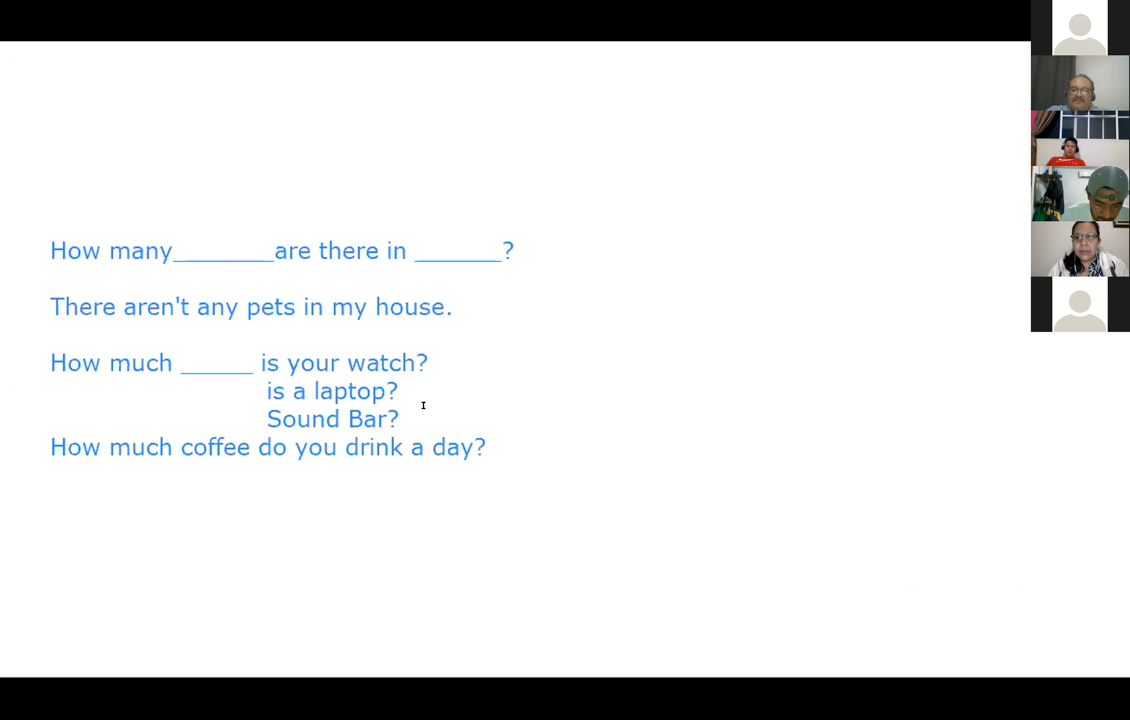 How many________are there in _______?
There aren't any pets in my house.
How much ______ is your watch?
is a laptop?
Sound Bar?
How much coffee do you drink a day?